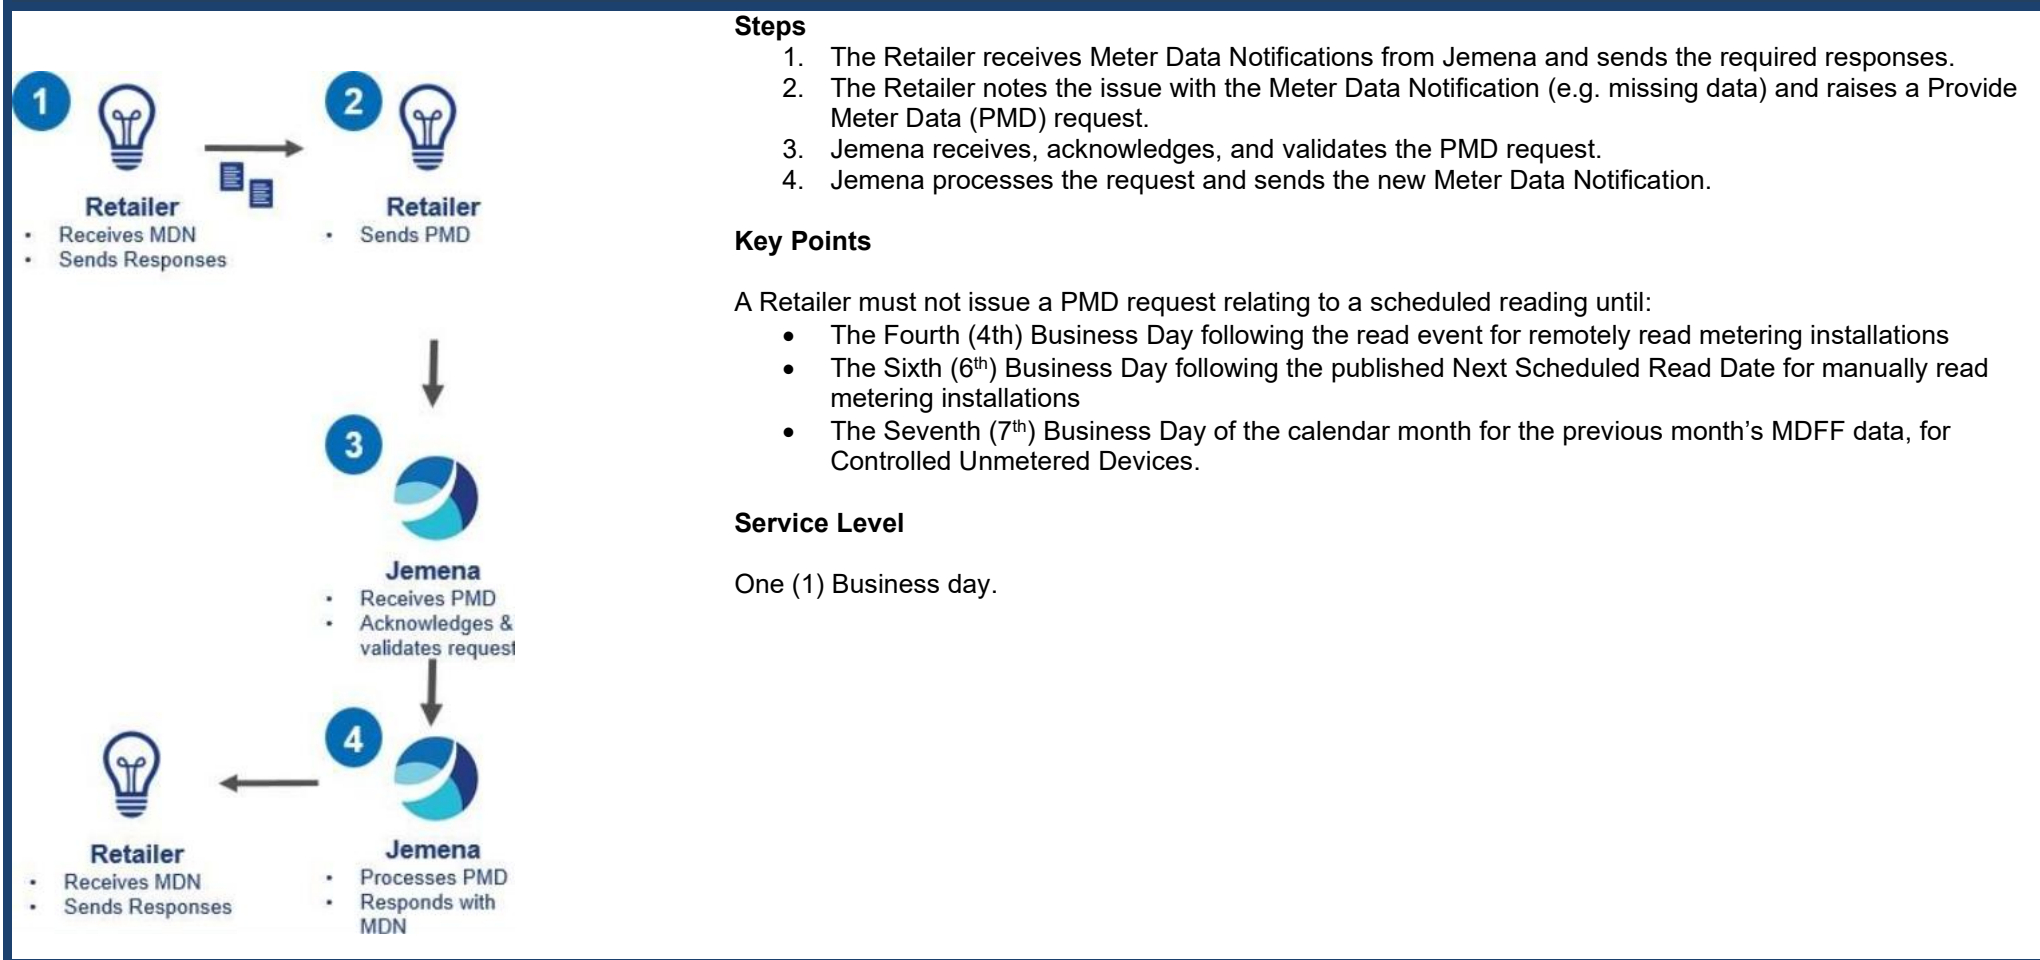 1
Retailer
• Receives MDN
• Sends Responses
2
Retailer
• Sends PMD
3
Jemena
• Receives PMD
• Acknowledges &
validates request
4
Jemena
• Processes PMD
• Responds with
MDN
Retailer
• Receives MDN
• Sends Responses
Steps
1. The Retailer receives Meter Data Notifications from Jemena and sends the required responses.
2. The Retailer notes the issue with the Meter Data Notification (e.g. missing data) and raises a Provide
Meter Data (PMD) request.
3. Jemena receives, acknowledges, and validates the PMD request.
4. Jemena processes the request and sends the new Meter Data Notification.
Key Points
A Retailer must not issue a PMD request relating to a scheduled reading until:
• The Fourth (4th) Business Day following the read event for remotely read metering installations
• The Sixth (6th) Business Day following the published Next Scheduled Read Date for manually read
metering installations
• The Seventh (7th) Business Day of the calendar month for the previous month's MDFF data, for
Controlled Unmetered Devices.
Service Level
One (1) Business day.